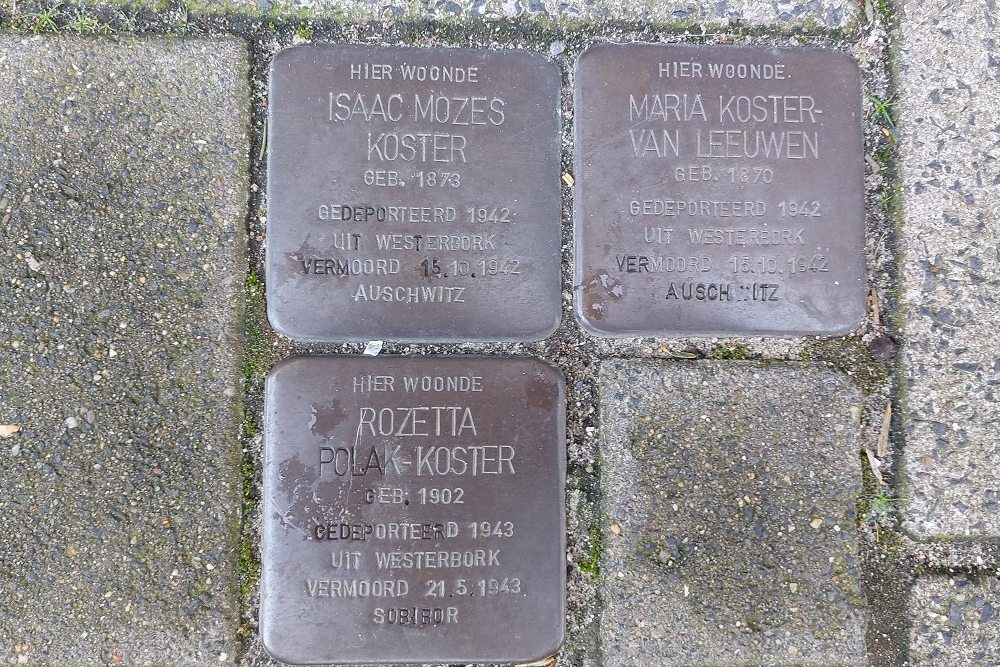 HIER WOONDE
ISAAC MOZES
KOSTER
GEB. 1873
GEDEPORTEERD 1942
UIT WESTERBORK
VERMOORD 15.10.1942
AUSCHWITZ
HIER WOONDE
MARIA KOSTER-
VAN LEEUWEN
GEB. 1870
GEDEPORTEERD 1942
UIT WESTERBORK
VERMOORD 15.10.1942
AUSCHWITZ
HIER WOONDE
ROZETTA
POLAK-KOSTER
GEB. 1902
GEDEPORTEERD 1943
UIT WESTERBORK
VERMOORD 21.5.1943
SOBIBOR